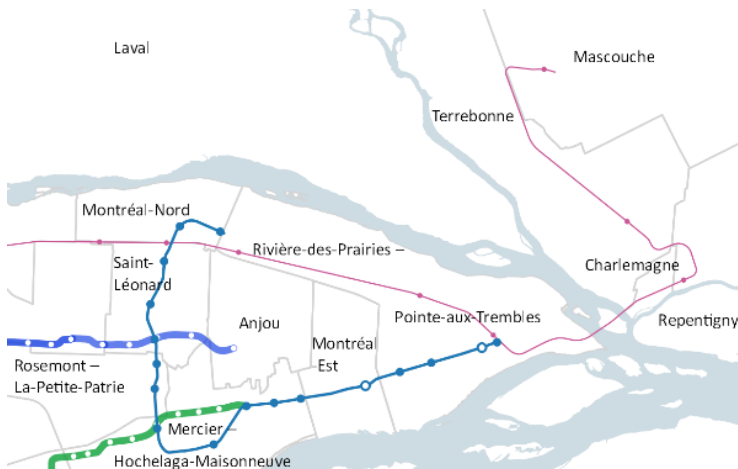 Laval
Mascouche
Terrebonne
Montréal-Nord
Rivière-des-Prairies –
Saint-
Léonard
Charlemagne
Pointe-aux-Trembles
Repentigny
Anjou
Montréal
Est
Rosemont –
La-Petite-Patrie
Mercier –
Hochelaga-Maisonneuve